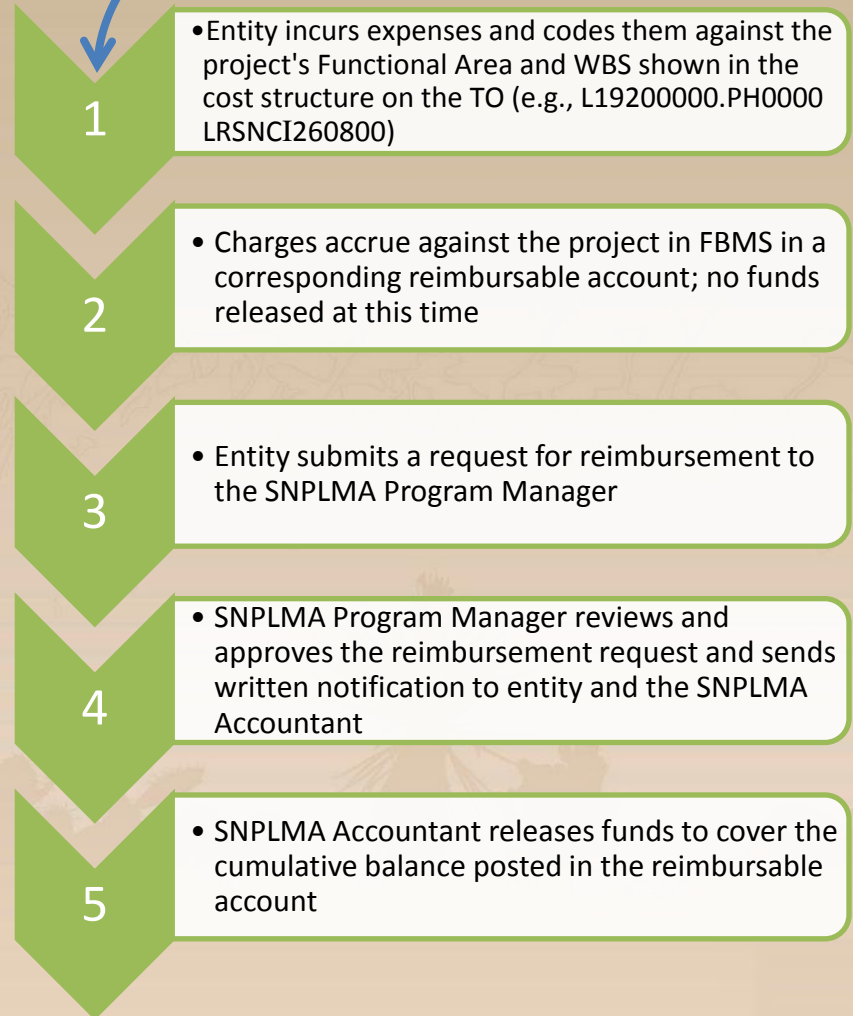 1
•Entity incurs expenses and codes them against the
project's Functional Area and WBS shown in the
cost structure on the TO (e.g., L19200000.PH0000
LRSNCI260800)
2
• Charges accrue against the project in FBMS in a
corresponding reimbursable account; no funds
released at this time
3
• Entity submits a request for reimbursement to
the SNPLMA Program Manager
4
• SNPLMA Program Manager reviews and
approves the reimbursement request and sends
written notification to entity and the SNPLMA
Accountant
5
• SNPLMA Accountant releases funds to cover the
cumulative balance posted in the reimbursable
account